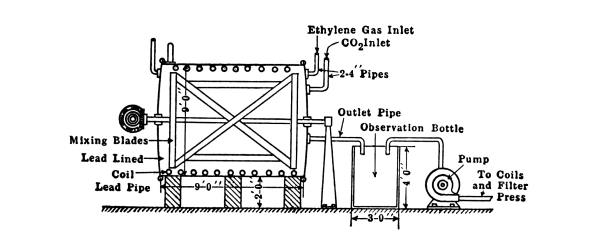 Ethylene Gas Inlet
CO2 Inlet
2-4" Pipes
Outlet Pipe
Observation Bottle
Mixing Blades
Lead Lined
Coil
Lead Pipe
9'-0"
2'-0"
4'-0"
3'-0"
Pump
To Coils
and Filter
Press